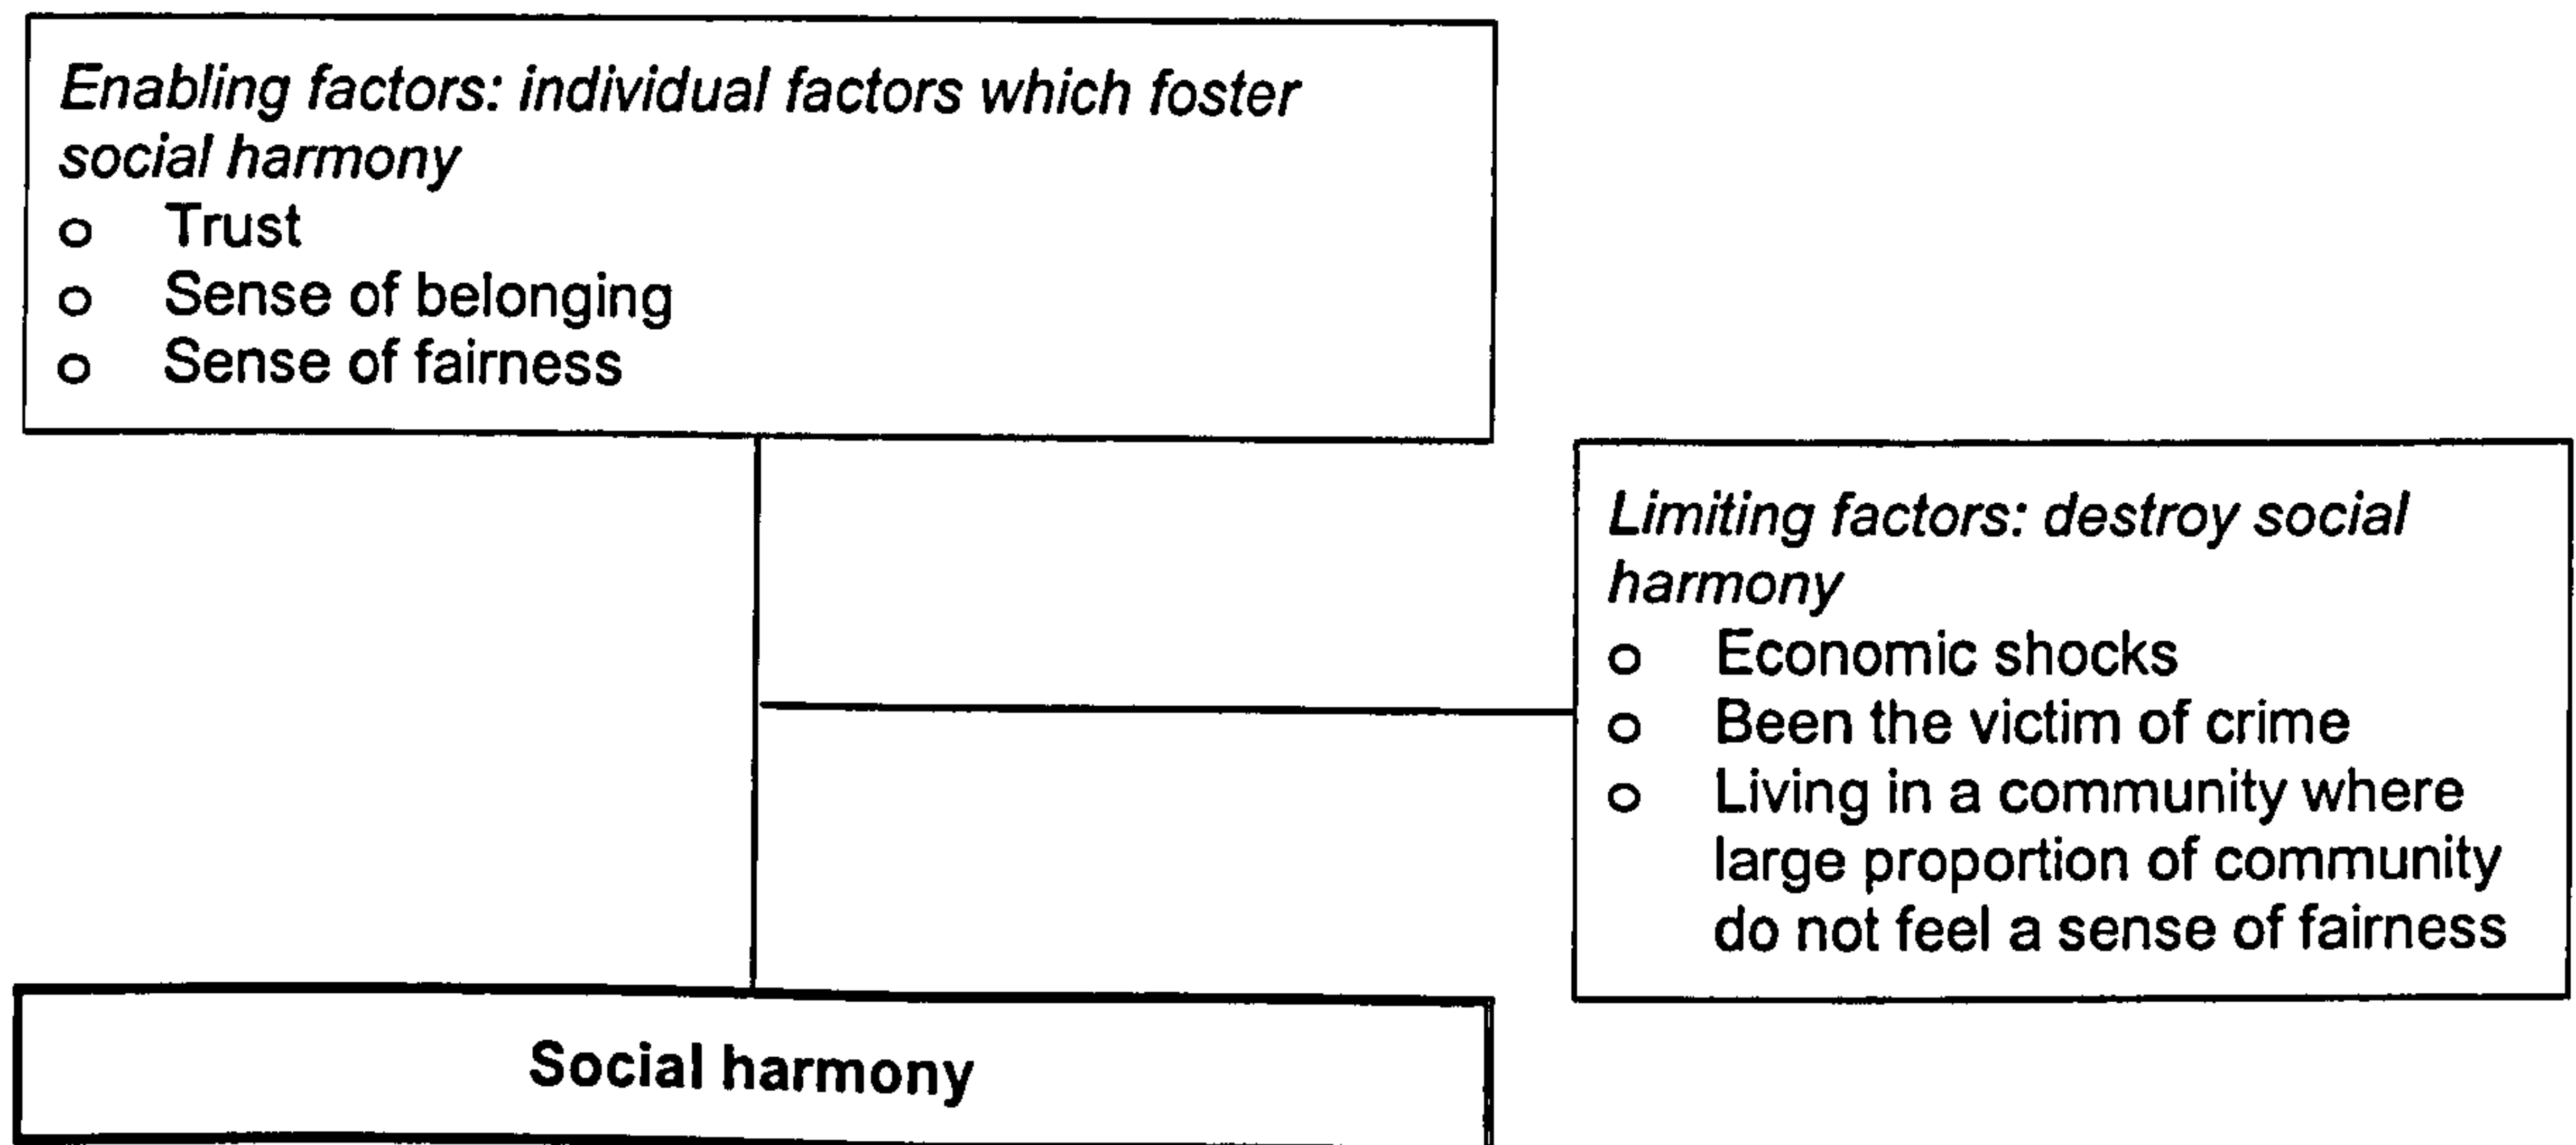 Enabling factors: individual factors which foster
social harmony
o Trust
o Sense of belonging
o Sense of fairness
Limiting factors: destroy social
harmony
o Economic shocks
o Been the victim of crime
o Living in a community where
large proportion of community
do not feel a sense of fairness
Social harmony